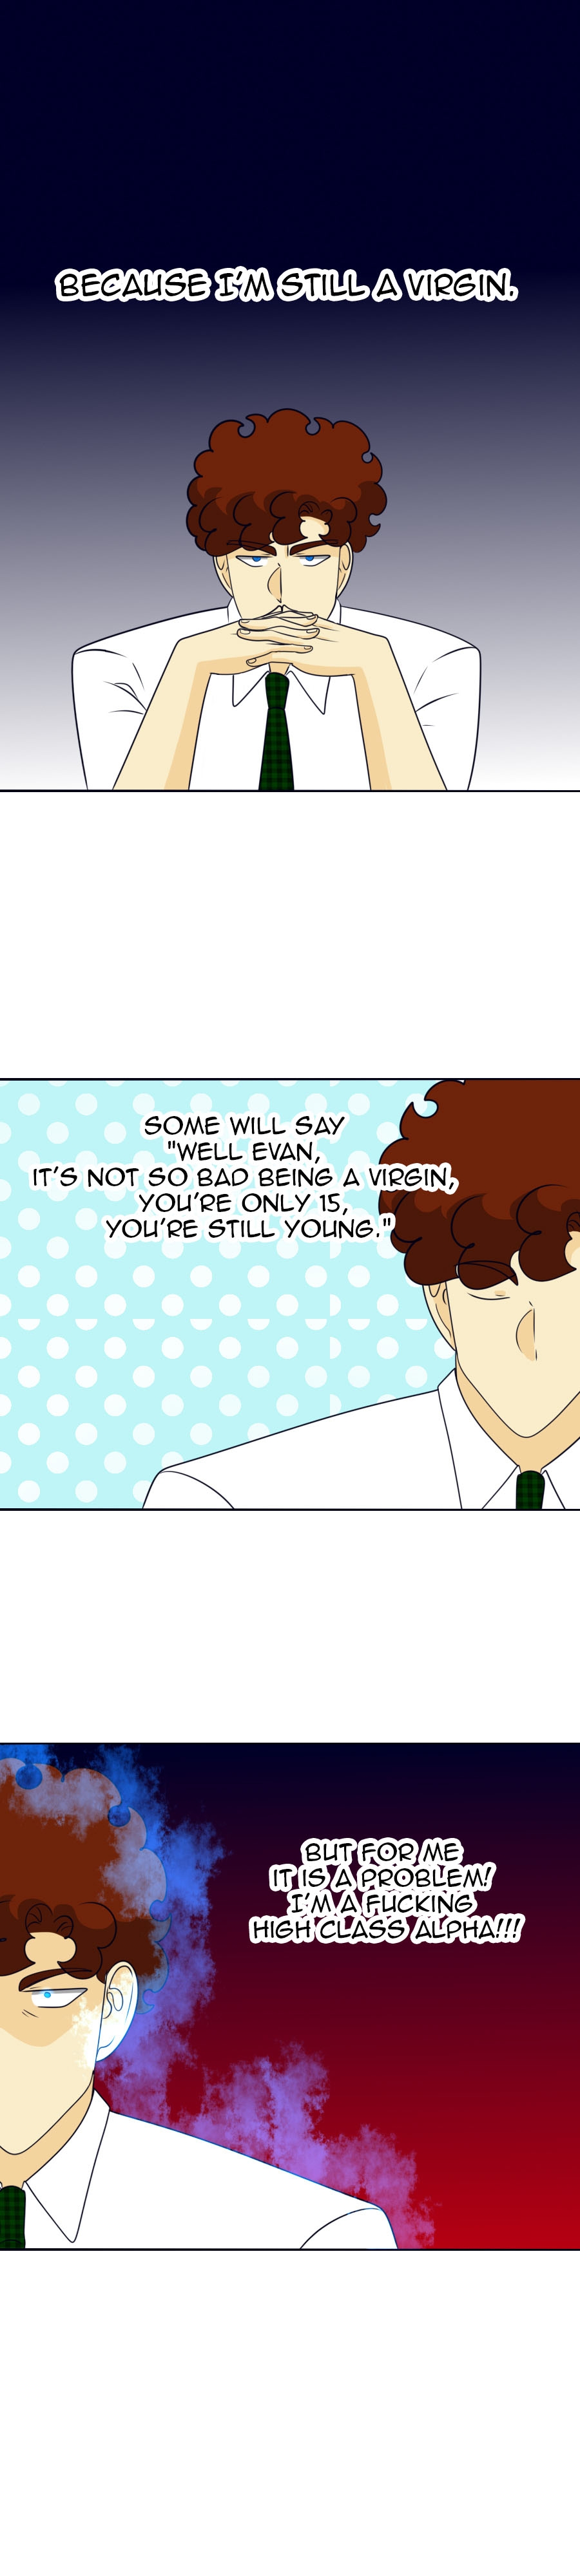 BECAUSE I'M STILL A VIRGIN.
SOME WILL SAY
"WELL EVAN,
IT'S NOT SO BAD BEING A VIRGIN,
YOU'RE ONLY 15,
YOU'RE STILL YOUNG."
BUT FOR ME
IT IS A PROBLEM!
I'M A FUCKING
HIGH CLASS ALPHA!!!